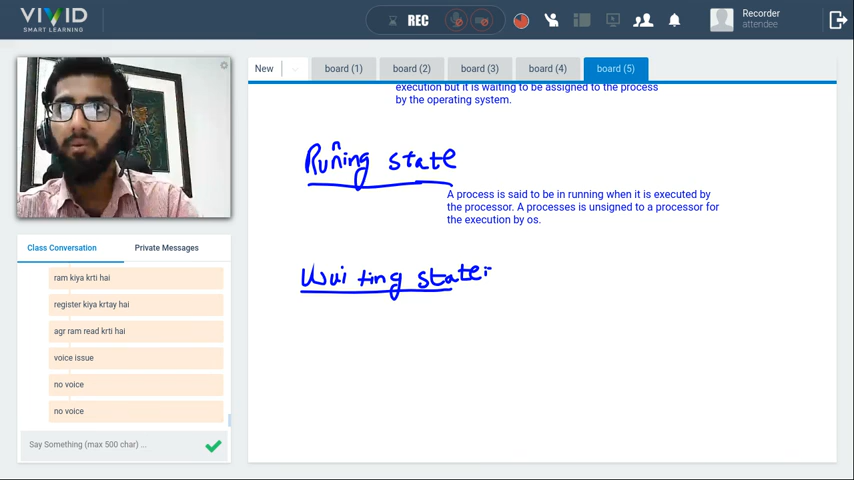 VIVID
SMART LEARNING
REC
Recorder
attendee
New
board (1)
board (2)
board (3)
board (4)
board (5)
execution but it is waiting to be assigned to the process
by the operating system.
Runing state
n
A process is said to be in running when it is executed by
the processor. A processes is unsigned to a processor for
the execution by os.
Waiting state:
Class Conversation
Private Messages
ram kiya krti hai
register kiya krtay hai
agr ram read krti hai
voice issue
no voice
no voice
Say Something (max 500 char) ...